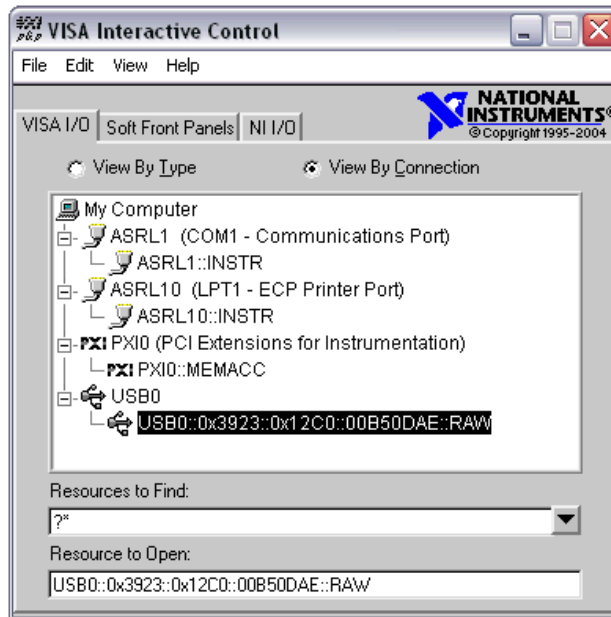 VISA Interactive Control
File Edit View Help
NATIONAL
INSTRUMENTS®
© Copyright 1995-2004
VISA I/O Soft Front Panels NI I/O
View By Type View By Connection
My Computer
ASRL1 (COM1 - Communications Port)
ASRL1::INSTR
ASRL10 (LPT1 - ECP Printer Port)
ASRL10::INSTR
PXI PXI0 (PCI Extensions for Instrumentation)
PXI PXI0::MEMACC
USB0
USB0::0x3923::0x12C0::00B50DAE::RAW
Resources to Find:
?*
Resource to Open:
USB0::0x3923::0x12C0::00B50DAE::RAW